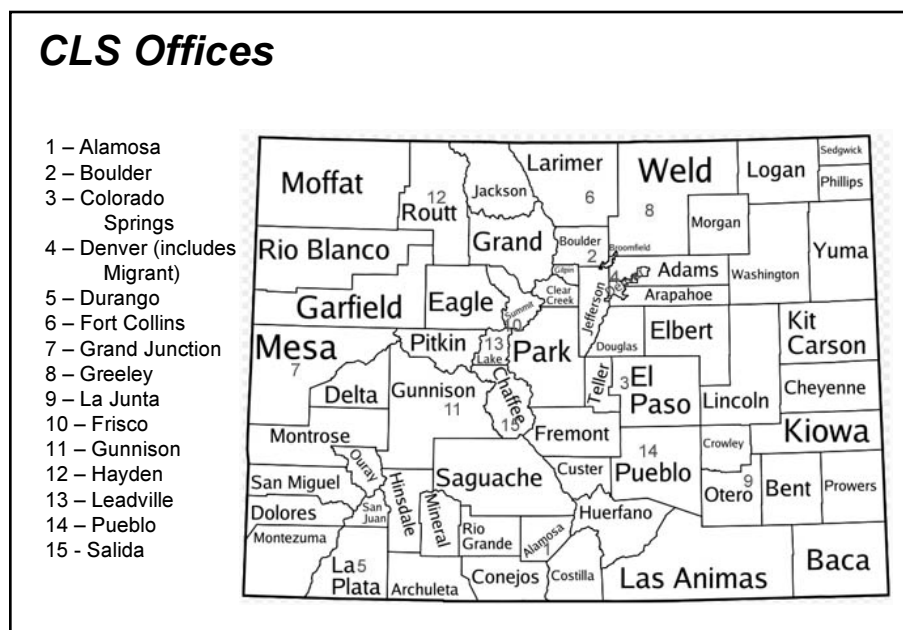 CLS Offices
1 – Alamosa
2 – Boulder
3 – Colorado
Springs
4 – Denver (includes
Migrant)
5 – Durango
6 – Fort Collins
7 – Grand Junction
8 – Greeley
9 – La Junta
10 – Frisco
11 – Gunnison
12 – Hayden
13 – Leadville
14 – Pueblo
15 - Salida
Moffat
12
Routt
Jackson
Larimer
6
Weld
8
Logan
Sedgwick
Phillips
Morgan
Rio Blanco
Grand
Boulder
2
Broomfield
Gilpin
Clear
Creek
4
Adams
Arapahoe
Washington
Yuma
Garfield
Eagle
Summit
10
Jefferson
Douglas
Elbert
Kit
Carson
Mesa
7
Pitkin
13
Lake
Park
Teller
3
El
Paso
Lincoln
Cheyenne
Delta
Gunnison
11
Chaffee
15
Fremont
Kiowa
Montrose
Ouray
Saguache
Custer
14
Pueblo
Crowley
9
Otero
Bent
Prowers
San Miguel
Dolores
San
Juan
Hinsdale
Mineral
Rio
Grande
Alamosa
Huerfano
Montezuma
La
Plata
5
Archuleta
Conejos
Costilla
Las Animas
Baca